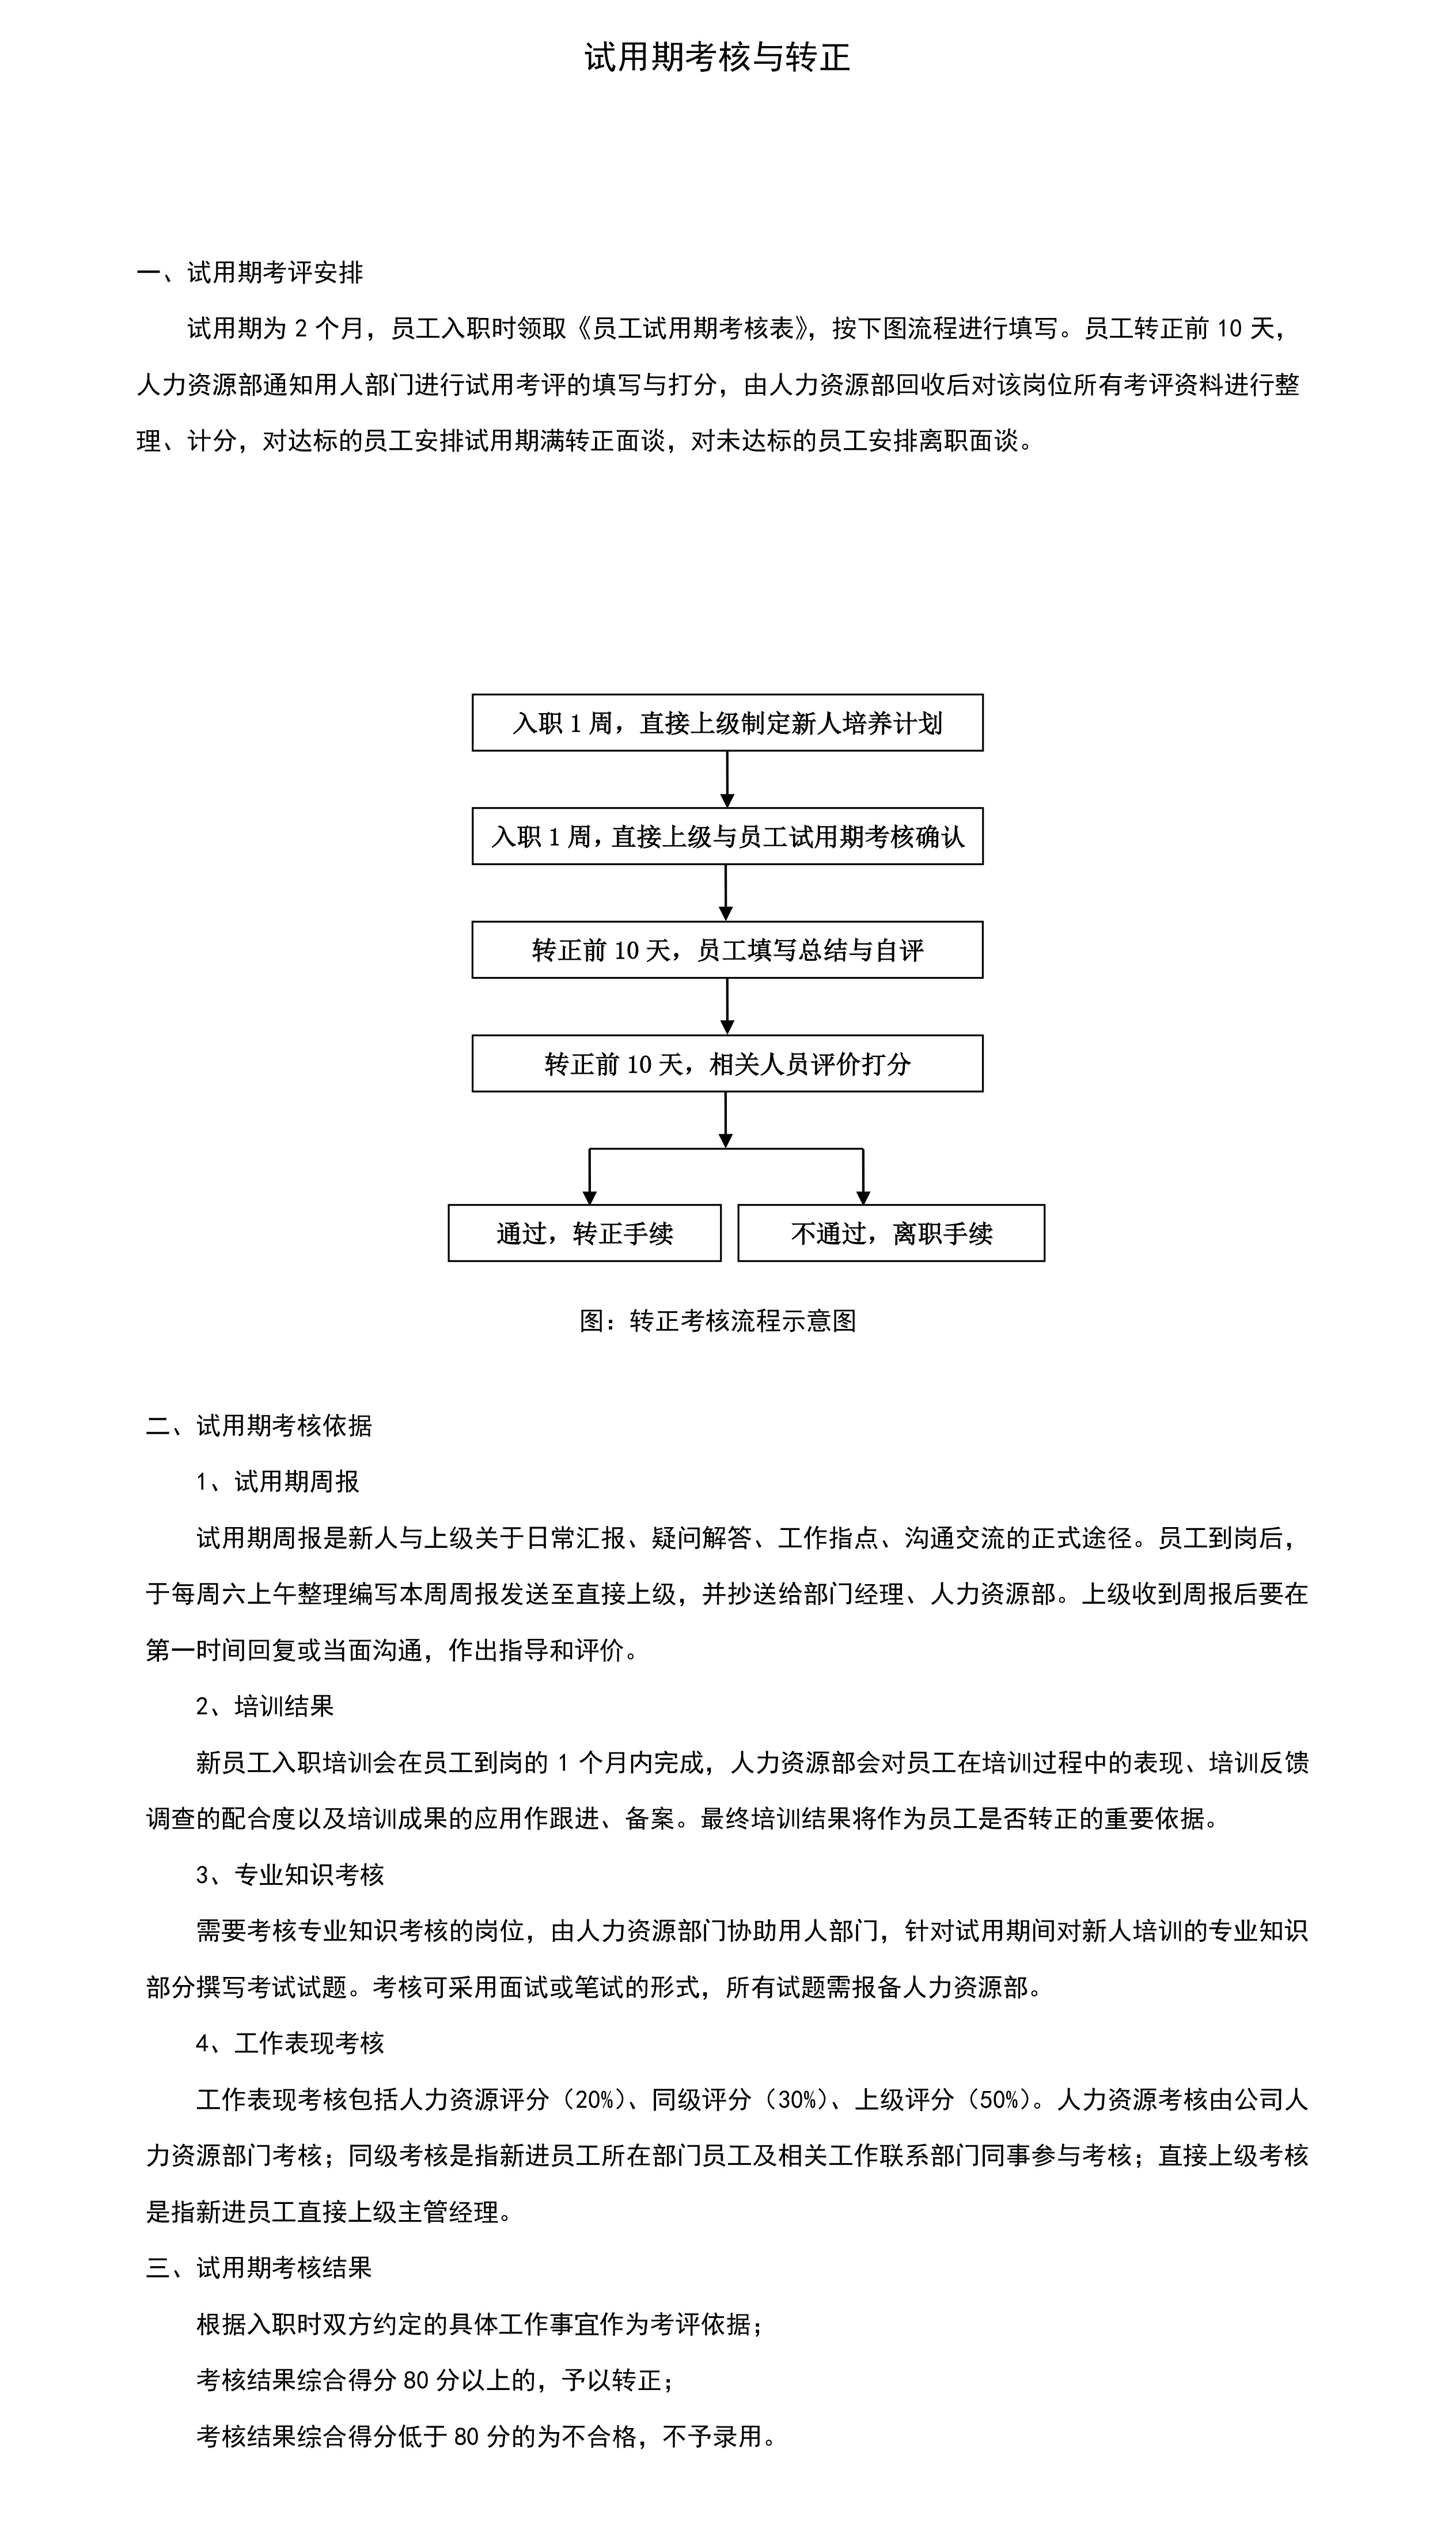 试用期考核与转正
一、试用期考评安排
试用期为 2 个月，员工入职时领取《员工试用期考核表》，按下图流程进行填写。员工转正前 10 天，
人力资源部通知用人部门进行试用考评的填写与打分，由人力资源部回收后对该岗位所有考评资料进行整
理、计分，对达标的员工安排试用期满转正面谈，对未达标的员工安排离职面谈。
入职 1 周，直接上级制定新人培养计划
入职 1 周，直接上级与员工试用期考核确认
转正前 10 天，员工填写总结与自评
转正前 10 天，相关人员评价打分
通过，转正手续
不通过，离职手续
图：转正考核流程示意图
二、试用期考核依据
1、试用期周报
试用期周报是新人与上级关于日常汇报、疑问解答、工作指点、沟通交流的正式途径。员工到岗后，
于每周六上午整理编写本周周报发送至直接上级，并抄送给部门经理、人力资源部。上级收到周报后要在
第一时间回复或当面沟通，作出指导和评价。
2、培训结果
新员工入职培训会在员工到岗的 1 个月内完成，人力资源部会对员工在培训过程中的表现、培训反馈
调查的配合度以及培训成果的应用作跟进、备案。最终培训结果将作为员工是否转正的重要依据。
3、专业知识考核
需要考核专业知识考核的岗位，由人力资源部门协助用人部门，针对试用期间对新人培训的专业知识
部分撰写考试试题。考核可采用面试或笔试的形式，所有试题需报备人力资源部。
4、工作表现考核
工作表现考核包括人力资源评分（20%）、同级评分（30%）、上级评分（50%）。人力资源考核由公司人
力资源部门考核；同级考核是指新进员工所在部门员工及相关工作联系部门同事参与考核；直接上级考核
是指新进员工直接上级主管经理。
三、试用期考核结果
根据入职时双方约定的具体工作事宜作为考评依据；
考核结果综合得分 80 分以上的，予以转正；
考核结果综合得分低于 80 分的为不合格，不予录用。